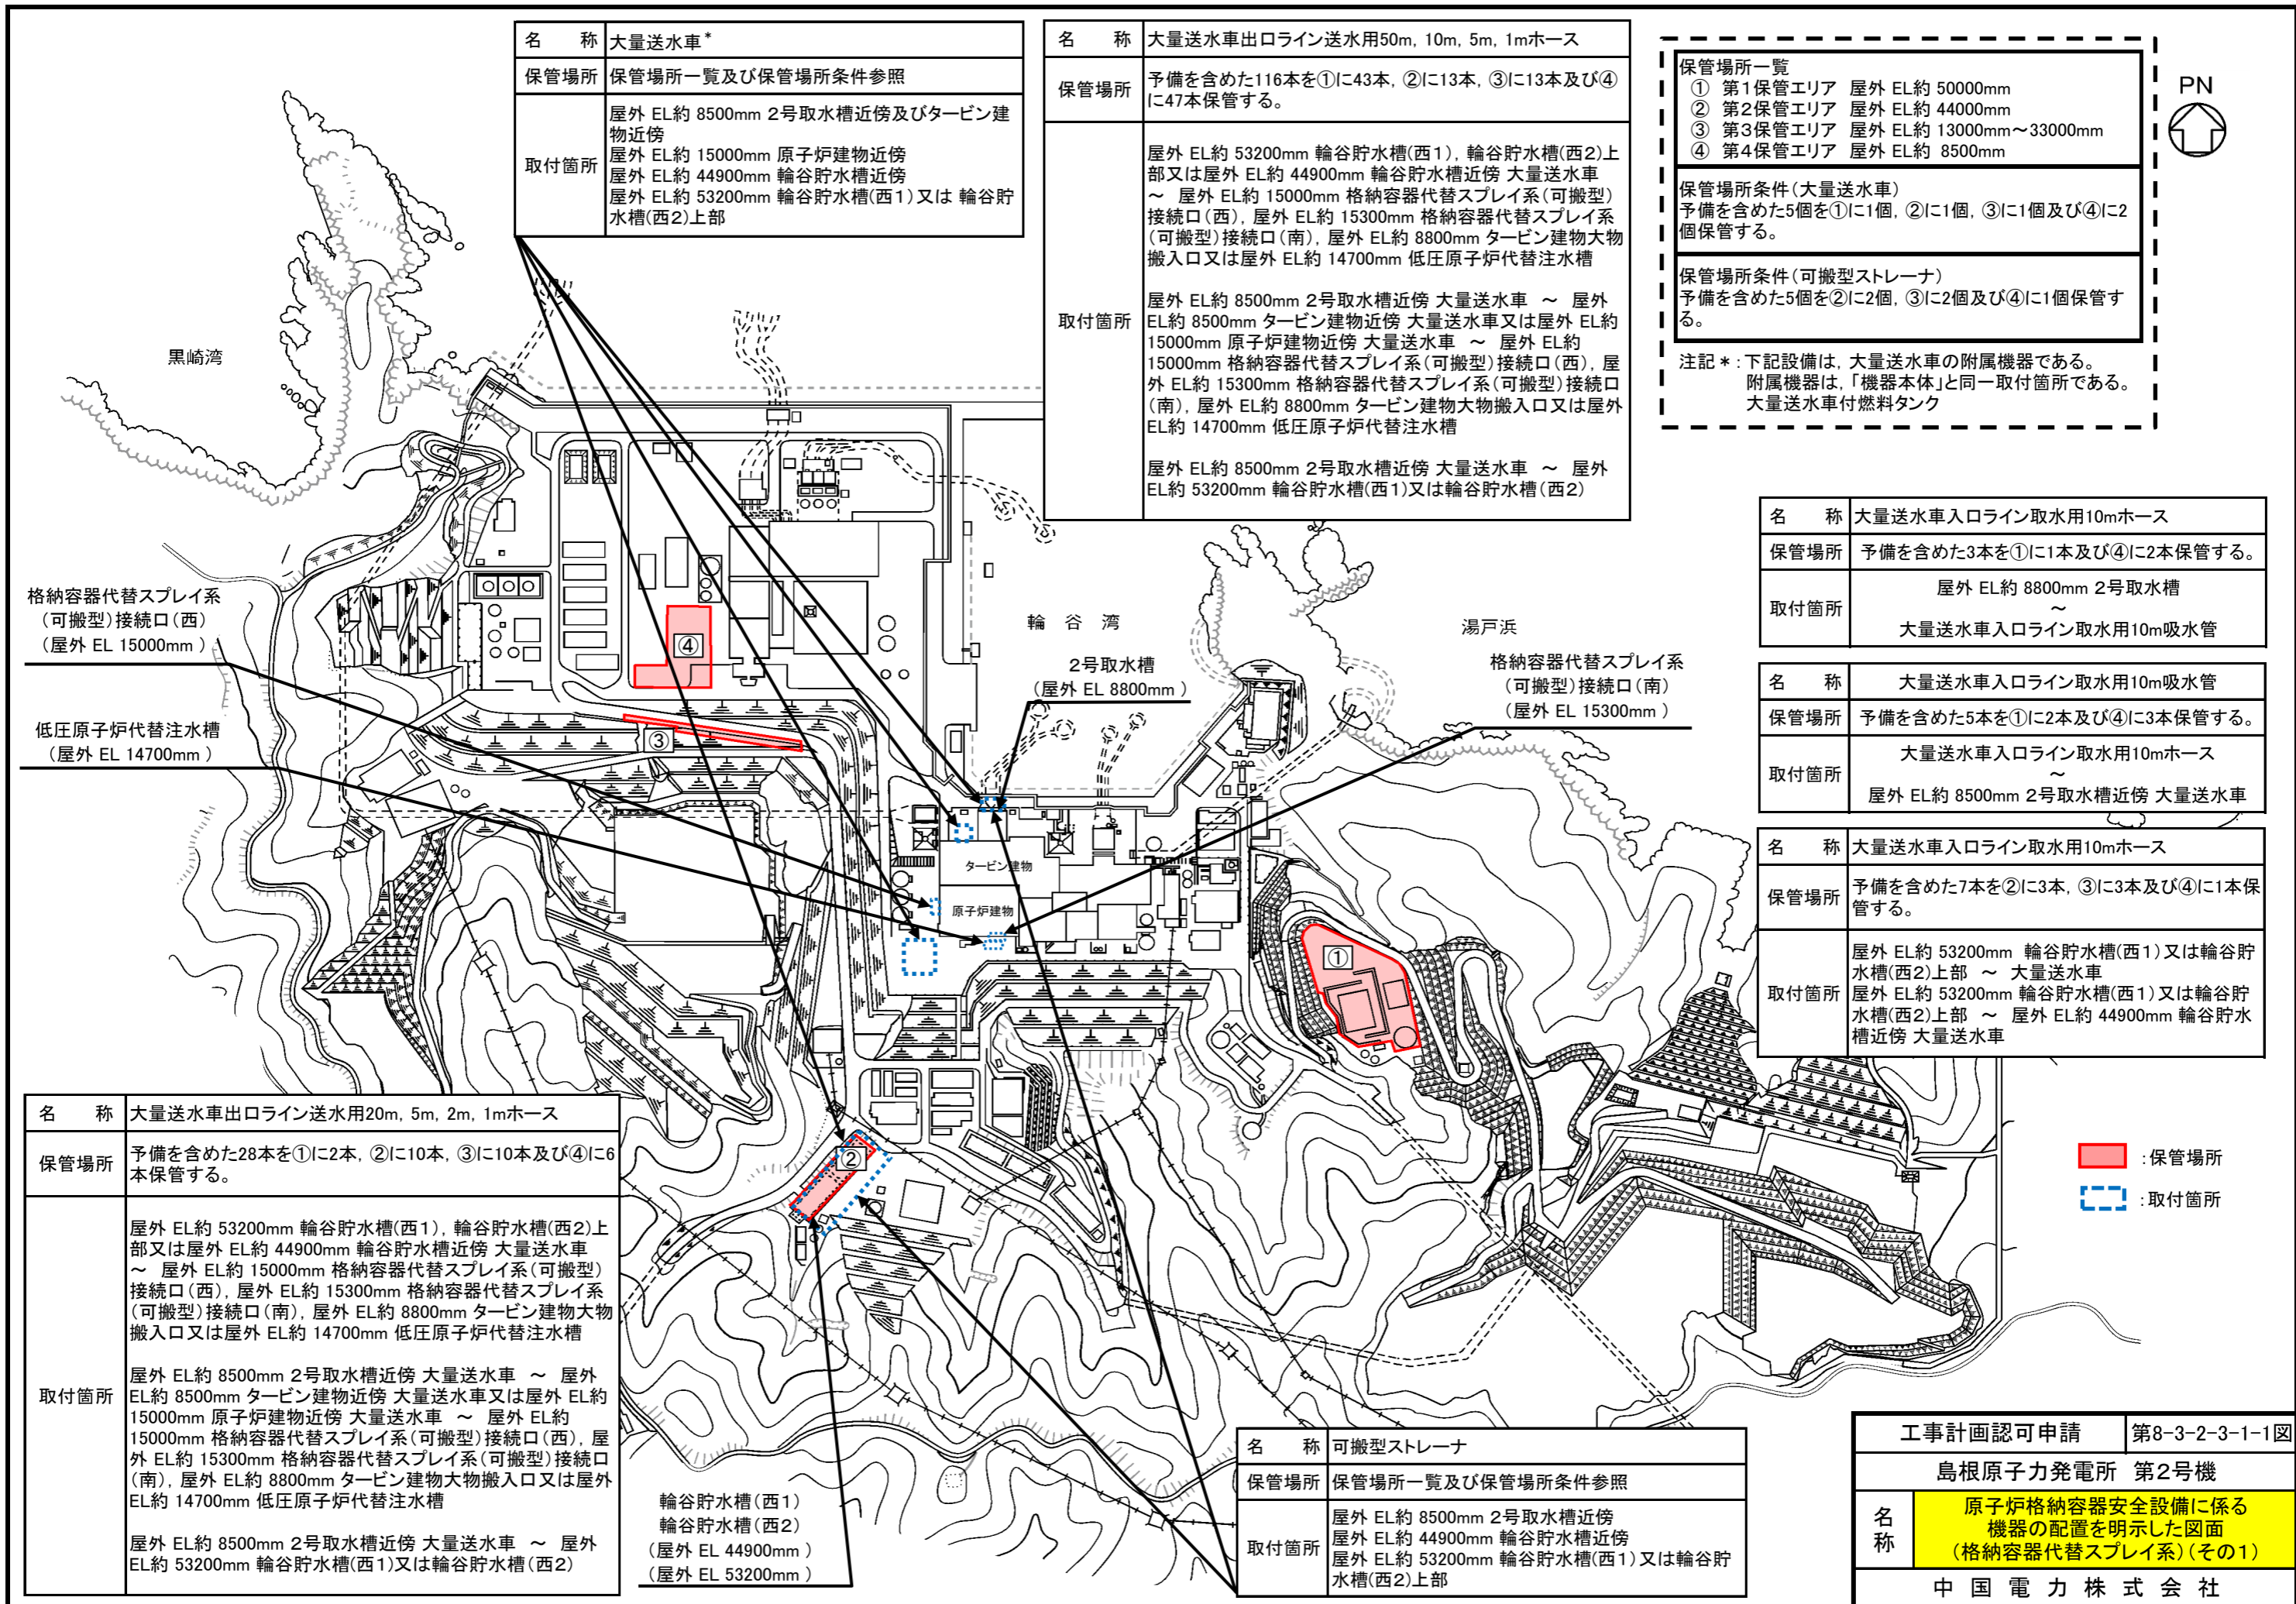 名　称 大量送水車*
保管場所 保管場所一覧及び保管場所条件参照
取付箇所
屋外 EL約 8500mm 2号取水槽近傍及びタービン建
物近傍
屋外 EL約 15000mm 原子炉建物近傍
屋外 EL約 44900mm 輪谷貯水槽近傍
屋外 EL約 53200mm 輪谷貯水槽(西1)又は 輪谷貯
水槽(西2)上部
名　称 大量送水車出口ライン送水用50m, 10m, 5m, 1mホース
保管場所
予備を含めた116本を①に43本, ②に13本, ③に13本及び④
に47本保管する。
取付箇所
屋外 EL約 53200mm 輪谷貯水槽(西1), 輪谷貯水槽(西2)上
部又は屋外 EL約 44900mm 輪谷貯水槽近傍 大量送水車
～ 屋外 EL約 15000mm 格納容器代替スプレイ系(可搬型)
接続口(西), 屋外 EL約 15300mm 格納容器代替スプレイ系
(可搬型)接続口(南), 屋外 EL約 8800mm タービン建物大物
搬入口又は屋外 EL約 14700mm 低圧原子炉代替注水槽
屋外 EL約 8500mm 2号取水槽近傍 大量送水車 ～ 屋外
EL約 8500mm タービン建物近傍 大量送水車又は屋外 EL約
15000mm 原子炉建物近傍 大量送水車 ～ 屋外 EL約
15000mm 格納容器代替スプレイ系(可搬型)接続口(西), 屋
外 EL約 15300mm 格納容器代替スプレイ系(可搬型)接続口
(南), 屋外 EL約 8800mm タービン建物大物搬入口又は屋外
EL約 14700mm 低圧原子炉代替注水槽
屋外 EL約 8500mm 2号取水槽近傍 大量送水車 ～ 屋外
EL約 53200mm 輪谷貯水槽(西1)又は輪谷貯水槽(西2)
保管場所一覧
① 第1保管エリア 屋外 EL約 50000mm
② 第2保管エリア 屋外 EL約 44000mm
③ 第3保管エリア 屋外 EL約 13000mm～33000mm
④ 第4保管エリア 屋外 EL約 8500mm
保管場所条件(大量送水車)
予備を含めた5個を①に1個, ②に1個, ③に1個及び④に2
個保管する。
保管場所条件(可搬型ストレーナ)
予備を含めた5個を②に2個, ③に2個及び④に1個保管す
る。
注記＊：下記設備は, 大量送水車の附属機器である。
附属機器は,「機器本体」と同一取付箇所である。
大量送水車付燃料タンク
PN
名　称 大量送水車入口ライン取水用10mホース
保管場所 予備を含めた3本を①に1本及び④に2本保管する。
取付箇所
屋外 EL約 8800mm 2号取水槽
～
大量送水車入口ライン取水用10m吸水管
名　称 大量送水車入口ライン取水用10m吸水管
保管場所 予備を含めた5本を①に2本及び④に3本保管する。
取付箇所
大量送水車入口ライン取水用10mホース
～
屋外 EL約 8500mm 2号取水槽近傍 大量送水車
名　称 大量送水車入口ライン取水用10mホース
保管場所
予備を含めた7本を②に3本, ③に3本及び④に1本保
管する。
取付箇所
屋外 EL約 53200mm 輪谷貯水槽(西1)又は輪谷貯
水槽(西2)上部 ～ 大量送水車
屋外 EL約 53200mm 輪谷貯水槽(西1)又は輪谷貯
水槽(西2)上部 ～ 屋外 EL約 44900mm 輪谷貯水
槽近傍 大量送水車
黒崎湾
輪 谷 湾
湯戸浜
格納容器代替スプレイ系
(可搬型)接続口(西)
(屋外 EL 15000mm )
低圧原子炉代替注水槽
(屋外 EL 14700mm )
2号取水槽
(屋外 EL 8800mm )
格納容器代替スプレイ系
(可搬型)接続口(南)
(屋外 EL 15300mm )
④
③
タービン建物
原子炉建物
①
②
名　称 大量送水車出口ライン送水用20m, 5m, 2m, 1mホース
保管場所
予備を含めた28本を①に2本, ②に10本, ③に10本及び④に6
本保管する。
取付箇所
屋外 EL約 53200mm 輪谷貯水槽(西1), 輪谷貯水槽(西2)上
部又は屋外 EL約 44900mm 輪谷貯水槽近傍 大量送水車
～ 屋外 EL約 15000mm 格納容器代替スプレイ系(可搬型)
接続口(西), 屋外 EL約 15300mm 格納容器代替スプレイ系
(可搬型)接続口(南), 屋外 EL約 8800mm タービン建物大物
搬入口又は屋外 EL約 14700mm 低圧原子炉代替注水槽
屋外 EL約 8500mm 2号取水槽近傍 大量送水車 ～ 屋外
EL約 8500mm タービン建物近傍 大量送水車又は屋外 EL約
15000mm 原子炉建物近傍 大量送水車 ～ 屋外 EL約
15000mm 格納容器代替スプレイ系(可搬型)接続口(西), 屋
外 EL約 15300mm 格納容器代替スプレイ系(可搬型)接続口
(南), 屋外 EL約 8800mm タービン建物大物搬入口又は屋外
EL約 14700mm 低圧原子炉代替注水槽
屋外 EL約 8500mm 2号取水槽近傍 大量送水車 ～ 屋外
EL約 53200mm 輪谷貯水槽(西1)又は輪谷貯水槽(西2)
輪谷貯水槽(西1)
輪谷貯水槽(西2)
(屋外 EL 44900mm )
(屋外 EL 53200mm )
名　称 可搬型ストレーナ
保管場所 保管場所一覧及び保管場所条件参照
取付箇所
屋外 EL約 8500mm 2号取水槽近傍
屋外 EL約 44900mm 輪谷貯水槽近傍
屋外 EL約 53200mm 輪谷貯水槽(西1)又は輪谷貯
水槽(西2)上部
：保管場所
：取付箇所
工事計画認可申請 第8-3-2-3-1-1図
島根原子力発電所 第2号機
名称
原子炉格納容器安全設備に係る
機器の配置を明示した図面
(格納容器代替スプレイ系)(その1)
中 国 電 力 株 式 会 社